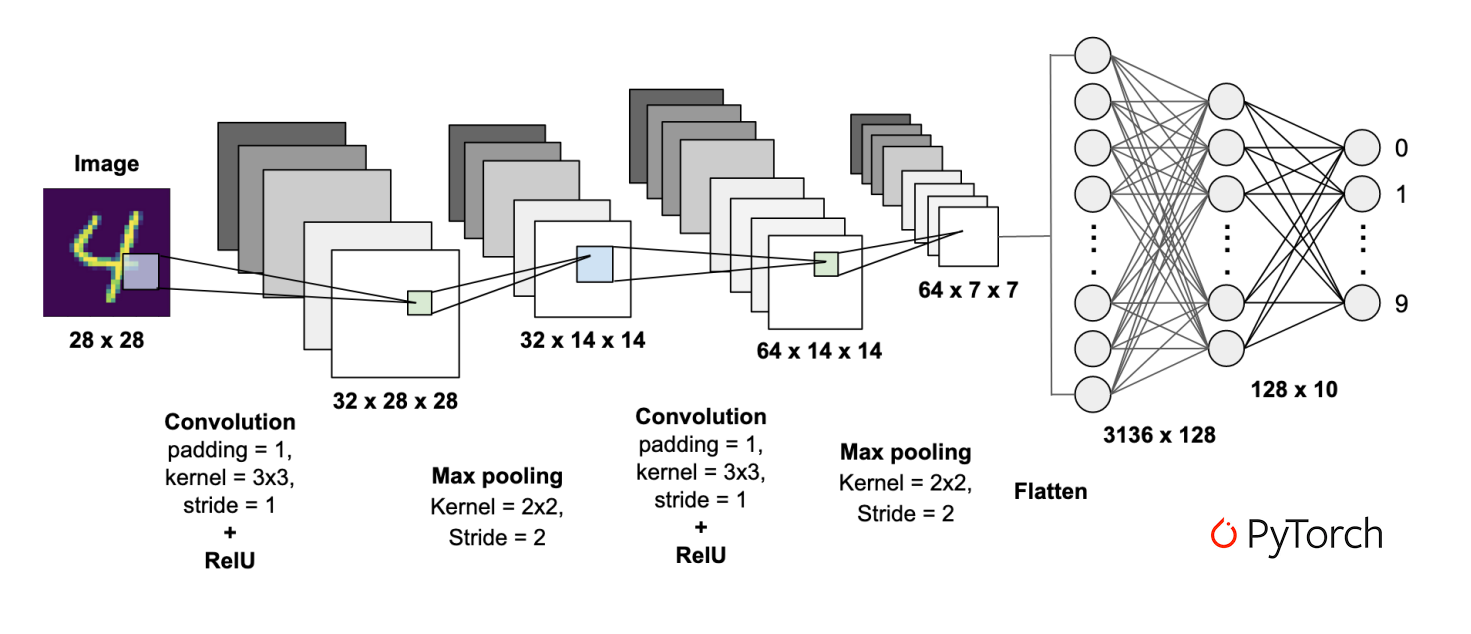 Image
28 x 28
32 x 28 x 28
Convolution
padding = 1,
kernel = 3x3,
stride = 1
+
RelU
32 x 14 x 14
Max pooling
Kernel = 2x2,
Stride = 2
64 x 14 x 14
Convolution
padding = 1,
kernel = 3x3,
stride = 1
+
RelU
64 x 7 x 7
Max pooling
Kernel = 2x2,
Stride = 2
Flatten
3136 x 128
128 x 10
0
1
9
PyTorch